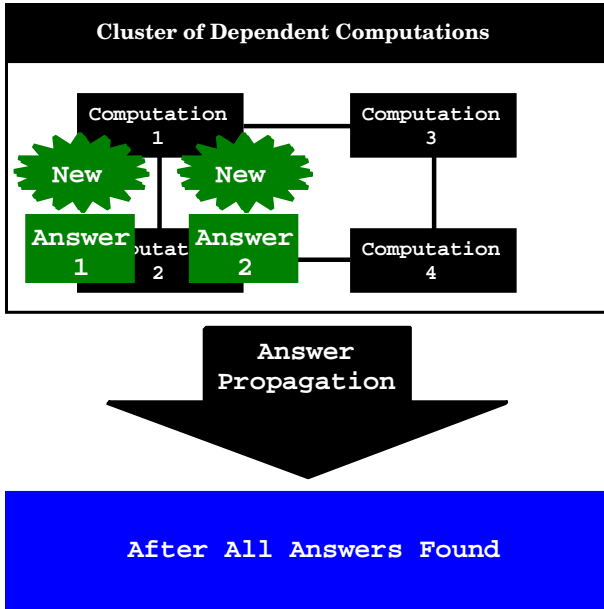 Cluster of Dependent Computations
Computation
1
Computation
3
New
New
Answer
1
putat
2
Answer
2
Computation
4
Answer
Propagation
After All Answers Found